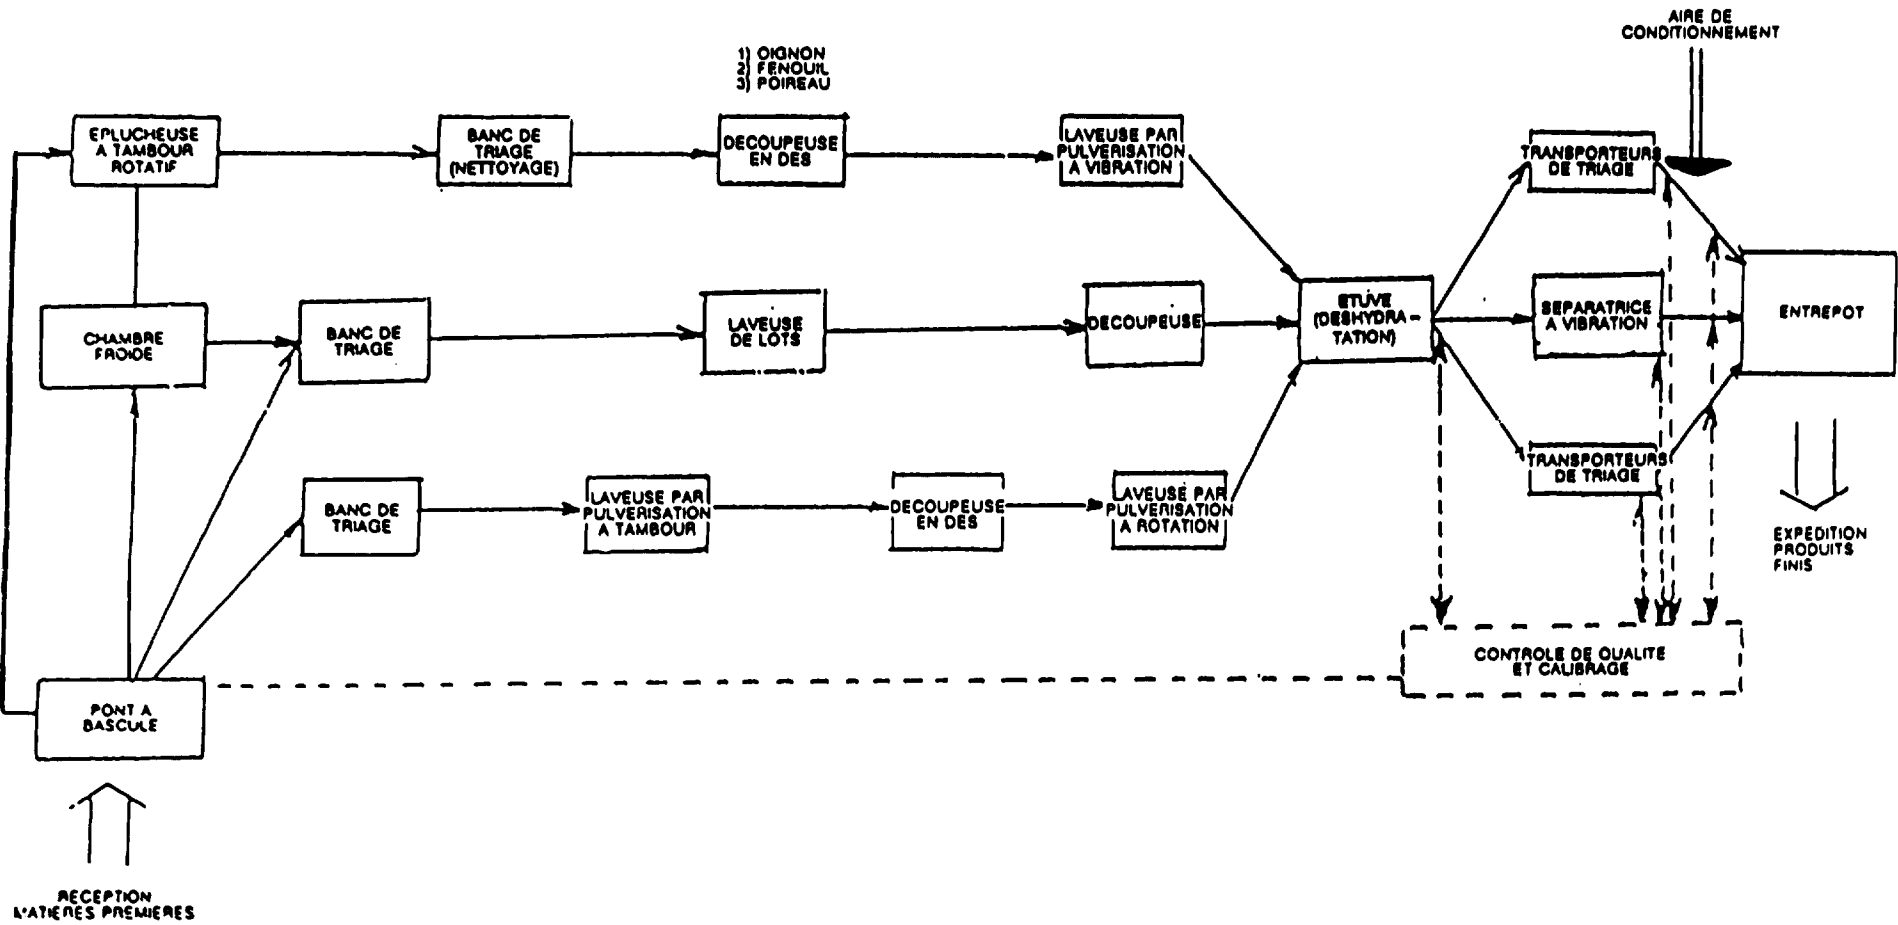 AIRE DE
CONDITIONNEMENT
1) OIGNON
2) FENOUIL
3) POIREAU
EPLUCHEUSE
A TAMBOUR
ROTATIF
BANC DE
TRIAGE
(NETTOYAGE)
DECOUPEUSE
EN DES
LAVEUSE PAR
PULVERISATION
A VIBRATION
TRANSPORTEURS
DE TRIAGE
CHAMBRE
FROIDE
BANC DE
TRIAGE
LAVEUSE
DE LOTS
DECOUPEUSE
ETUVE
(DESHYDRA-
TATION)
SEPARATRICE
A VIBRATION
ENTREPOT
BANC DE
TRIAGE
LAVEUSE PAR
PULVERISATION
A TAMBOUR
DECOUPEUSE
EN DES
LAVEUSE PAR
PULVERISATION
A ROTATION
TRANSPORTEURS
DE TRIAGE
EXPEDITION
PRODUITS
FINIS
CONTROLE DE QUALITE
ET CALIBRAGE
PONT A
BASCULE
RECEPTION
MATIERES PREMIERES